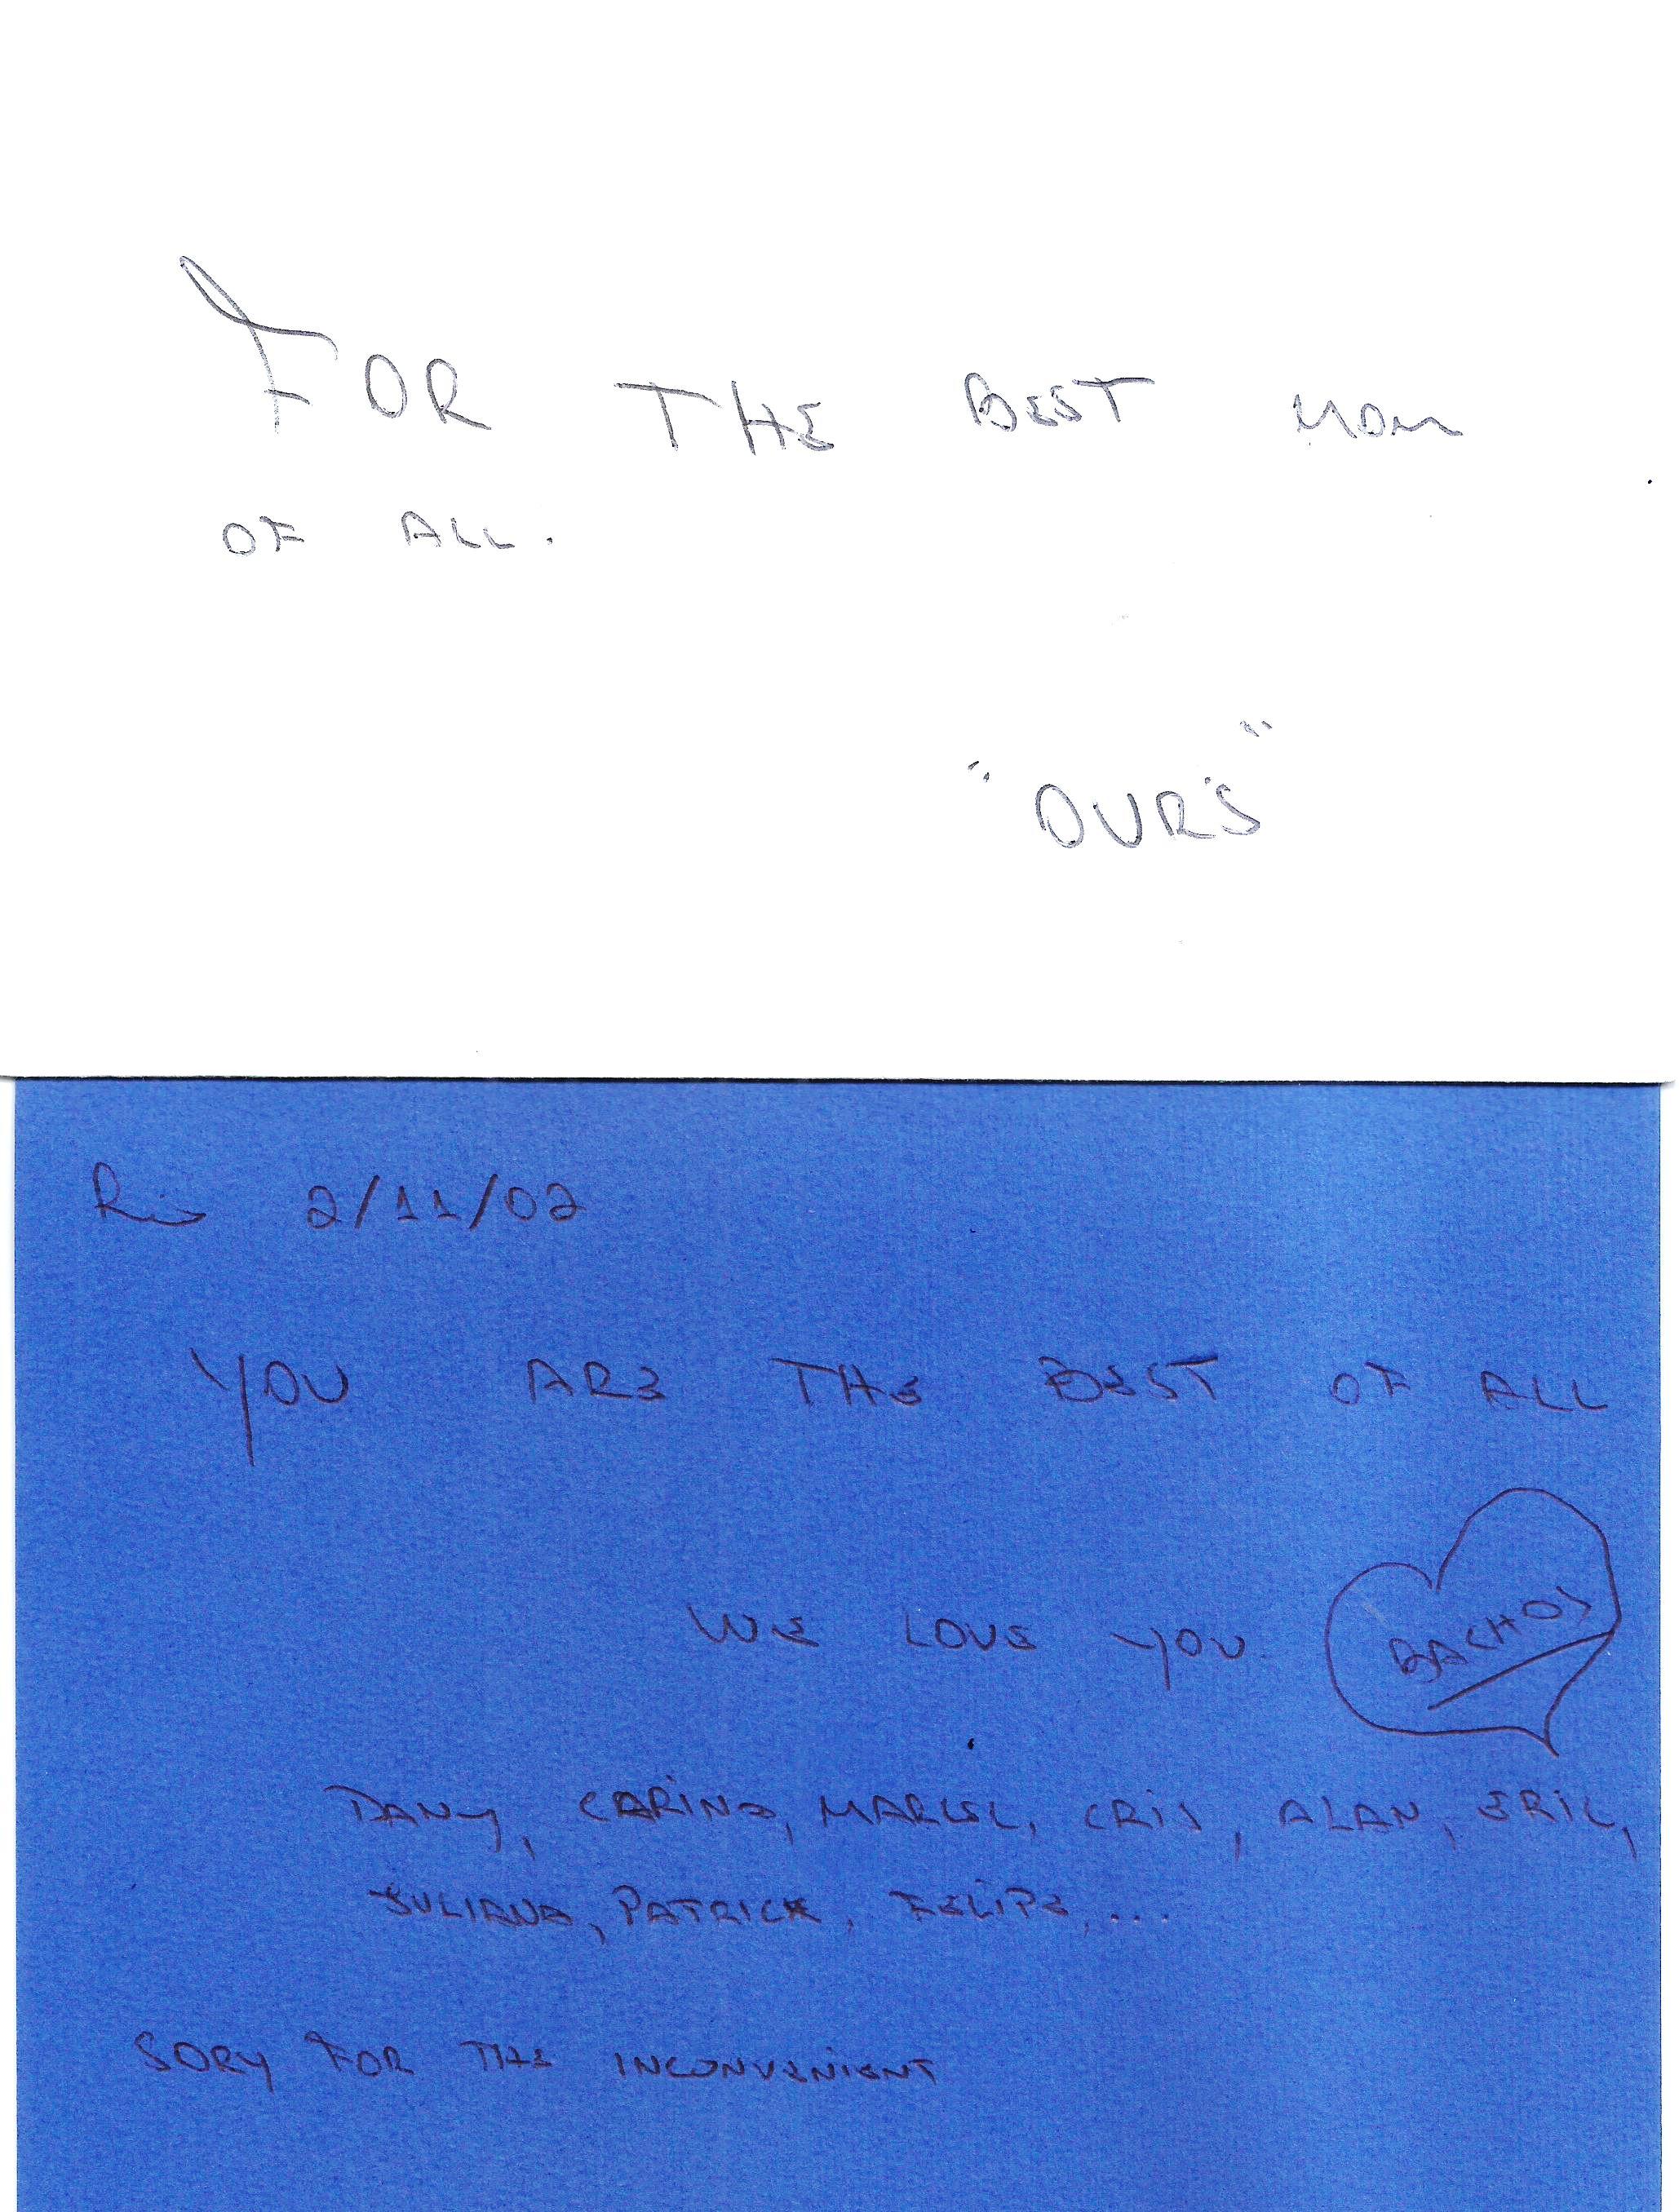 FOR THE BEST MOM
OF ALL.
"OUR'S"
Rio 2/11/02
YOU ARE THE BEST OF ALL
WE LOVE YOU
DANY, CARINA, MARCEL, CRIS, ALAN, ERIC,
JULIANA, PATRICK, FELIPE, ...
SORY FOR THE INCONVENIENT